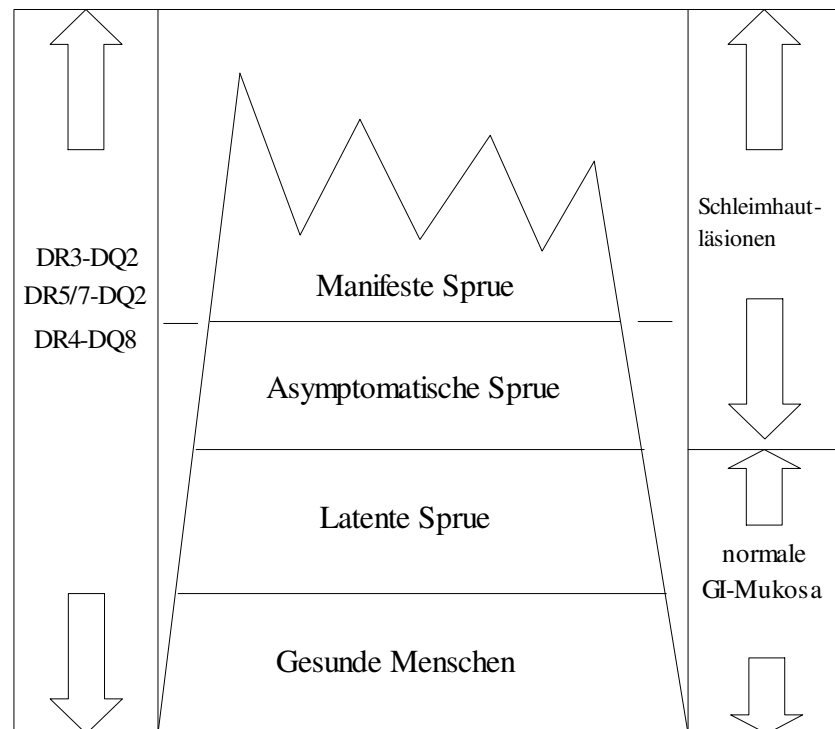 DR3-DQ2
DR5/7-DQ2
DR4-DQ8
Manifeste Sprue
Asymptomatische Sprue
Latente Sprue
Gesunde Menschen
Schleimhaut-
läsionen
normale
GI-Mukosa